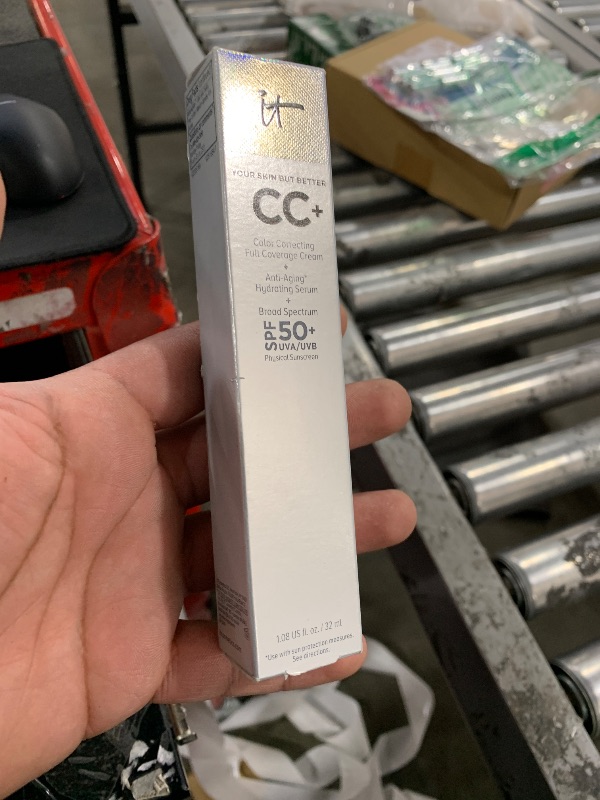 it
YOUR SKIN BUT BETTER
CC+
Color Correcting
Full Coverage Cream
+
Anti-Aging*
Hydrating Serum
+
Broad Spectrum
SPF 50+
UVA/UVB
Physical Sunscreen
1.08 US fl. oz. / 32 ml
*Use with sun protection measures.
See directions.